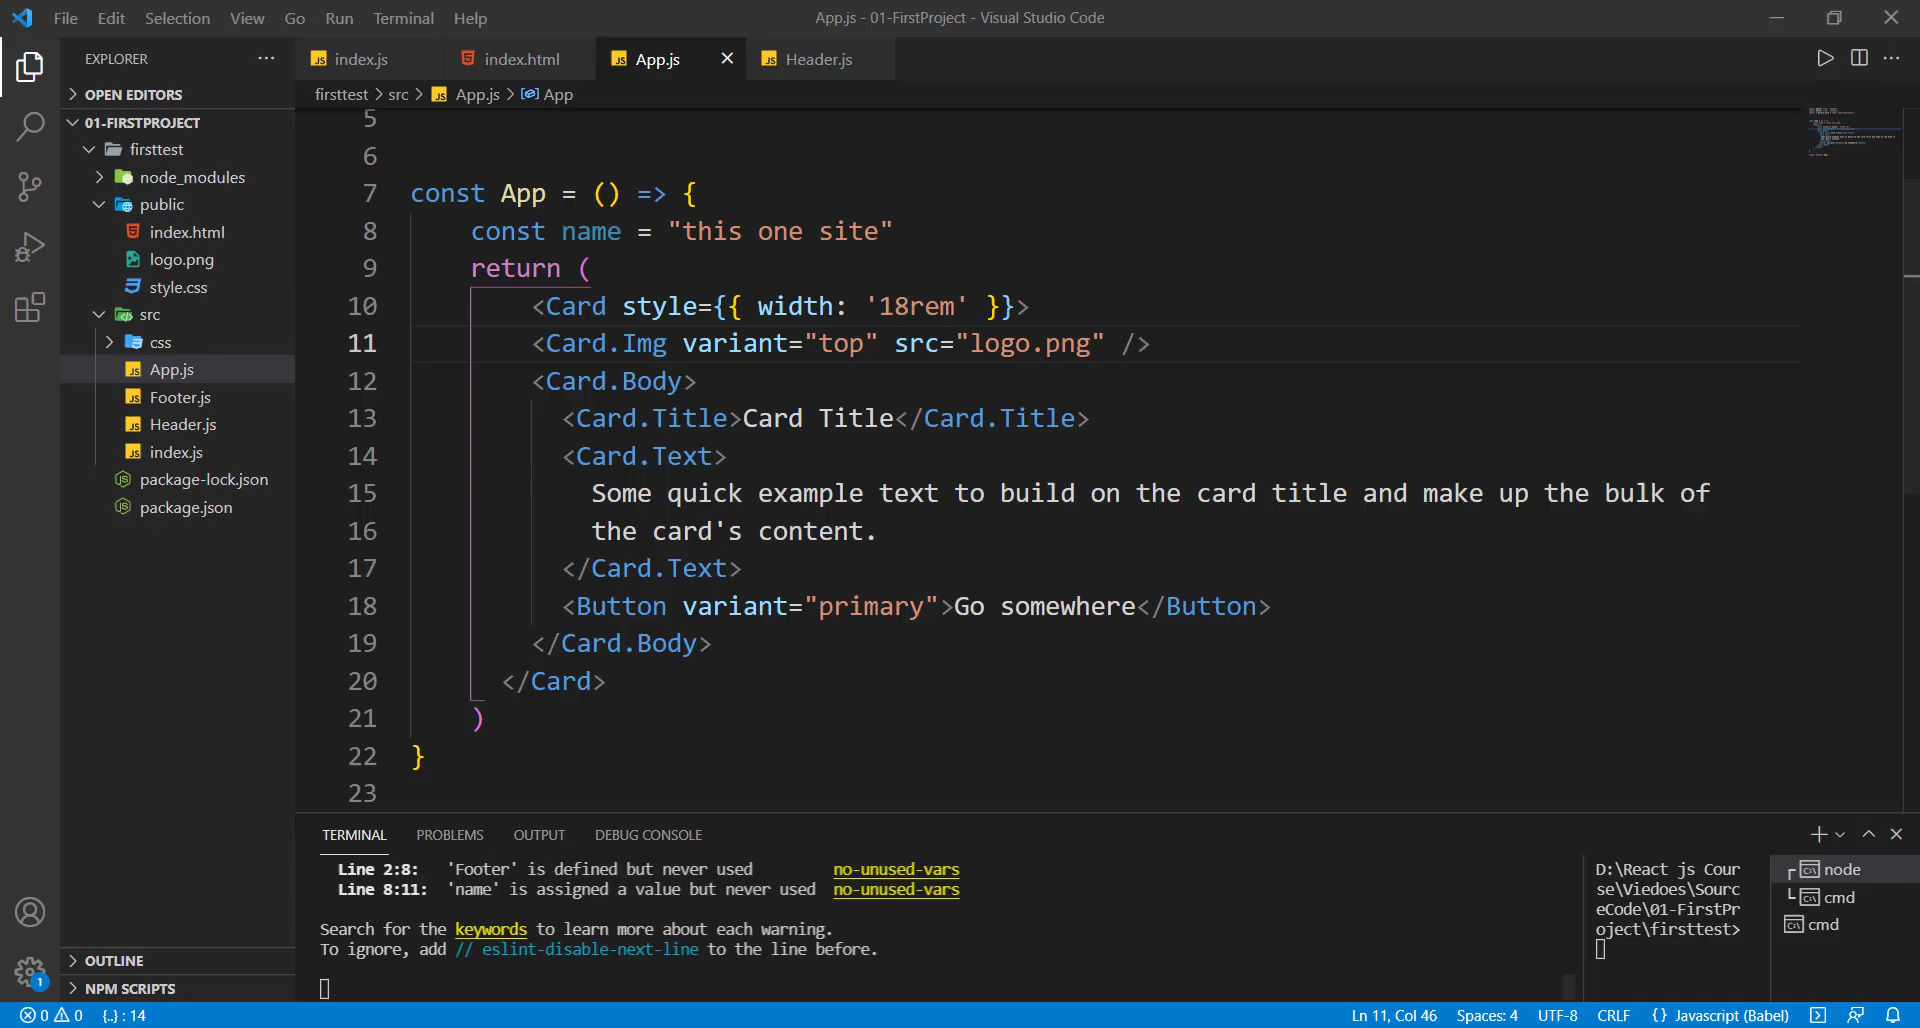 File Edit Selection View Go Run Terminal Help
App.js - 01-FirstProject - Visual Studio Code
EXPLORER
index.js
index.html
App.js
Header.js
OPEN EDITORS
firsttest > src > JS App.js > App
01-FIRSTPROJECT
firsttest
node_modules
public
index.html
logo.png
style.css
src
css
App.js
Footer.js
Header.js
index.js
package-lock.json
package.json
OUTLINE
NPM SCRIPTS
5
6
7 const App = () => {
8 const name = "this one site"
9 return (
10 <Card style={{ width: '18rem' }}>
11 <Card.Img variant="top" src="logo.png" />
12 <Card.Body>
13 <Card.Title>Card Title</Card.Title>
14 <Card.Text>
15 Some quick example text to build on the card title and make up the bulk of
16 the card's content.
17 </Card.Text>
18 <Button variant="primary">Go somewhere</Button>
19 </Card.Body>
20 </Card>
21 )
22 }
23
TERMINAL PROBLEMS OUTPUT DEBUG CONSOLE
Line 2:8: 'Footer' is defined but never used no-unused-vars
Line 8:11: 'name' is assigned a value but never used no-unused-vars
Search for the keywords to learn more about each warning.
To ignore, add // eslint-disable-next-line to the line before.
D:\React js Cour
se\Viedoes\Sourc
eCode\01-FirstPr
oject\firsttest>
node
cmd
cmd
1
0 0 {..} : 14
Ln 11, Col 46 Spaces: 4 UTF-8 CRLF {} Javascript (Babel)